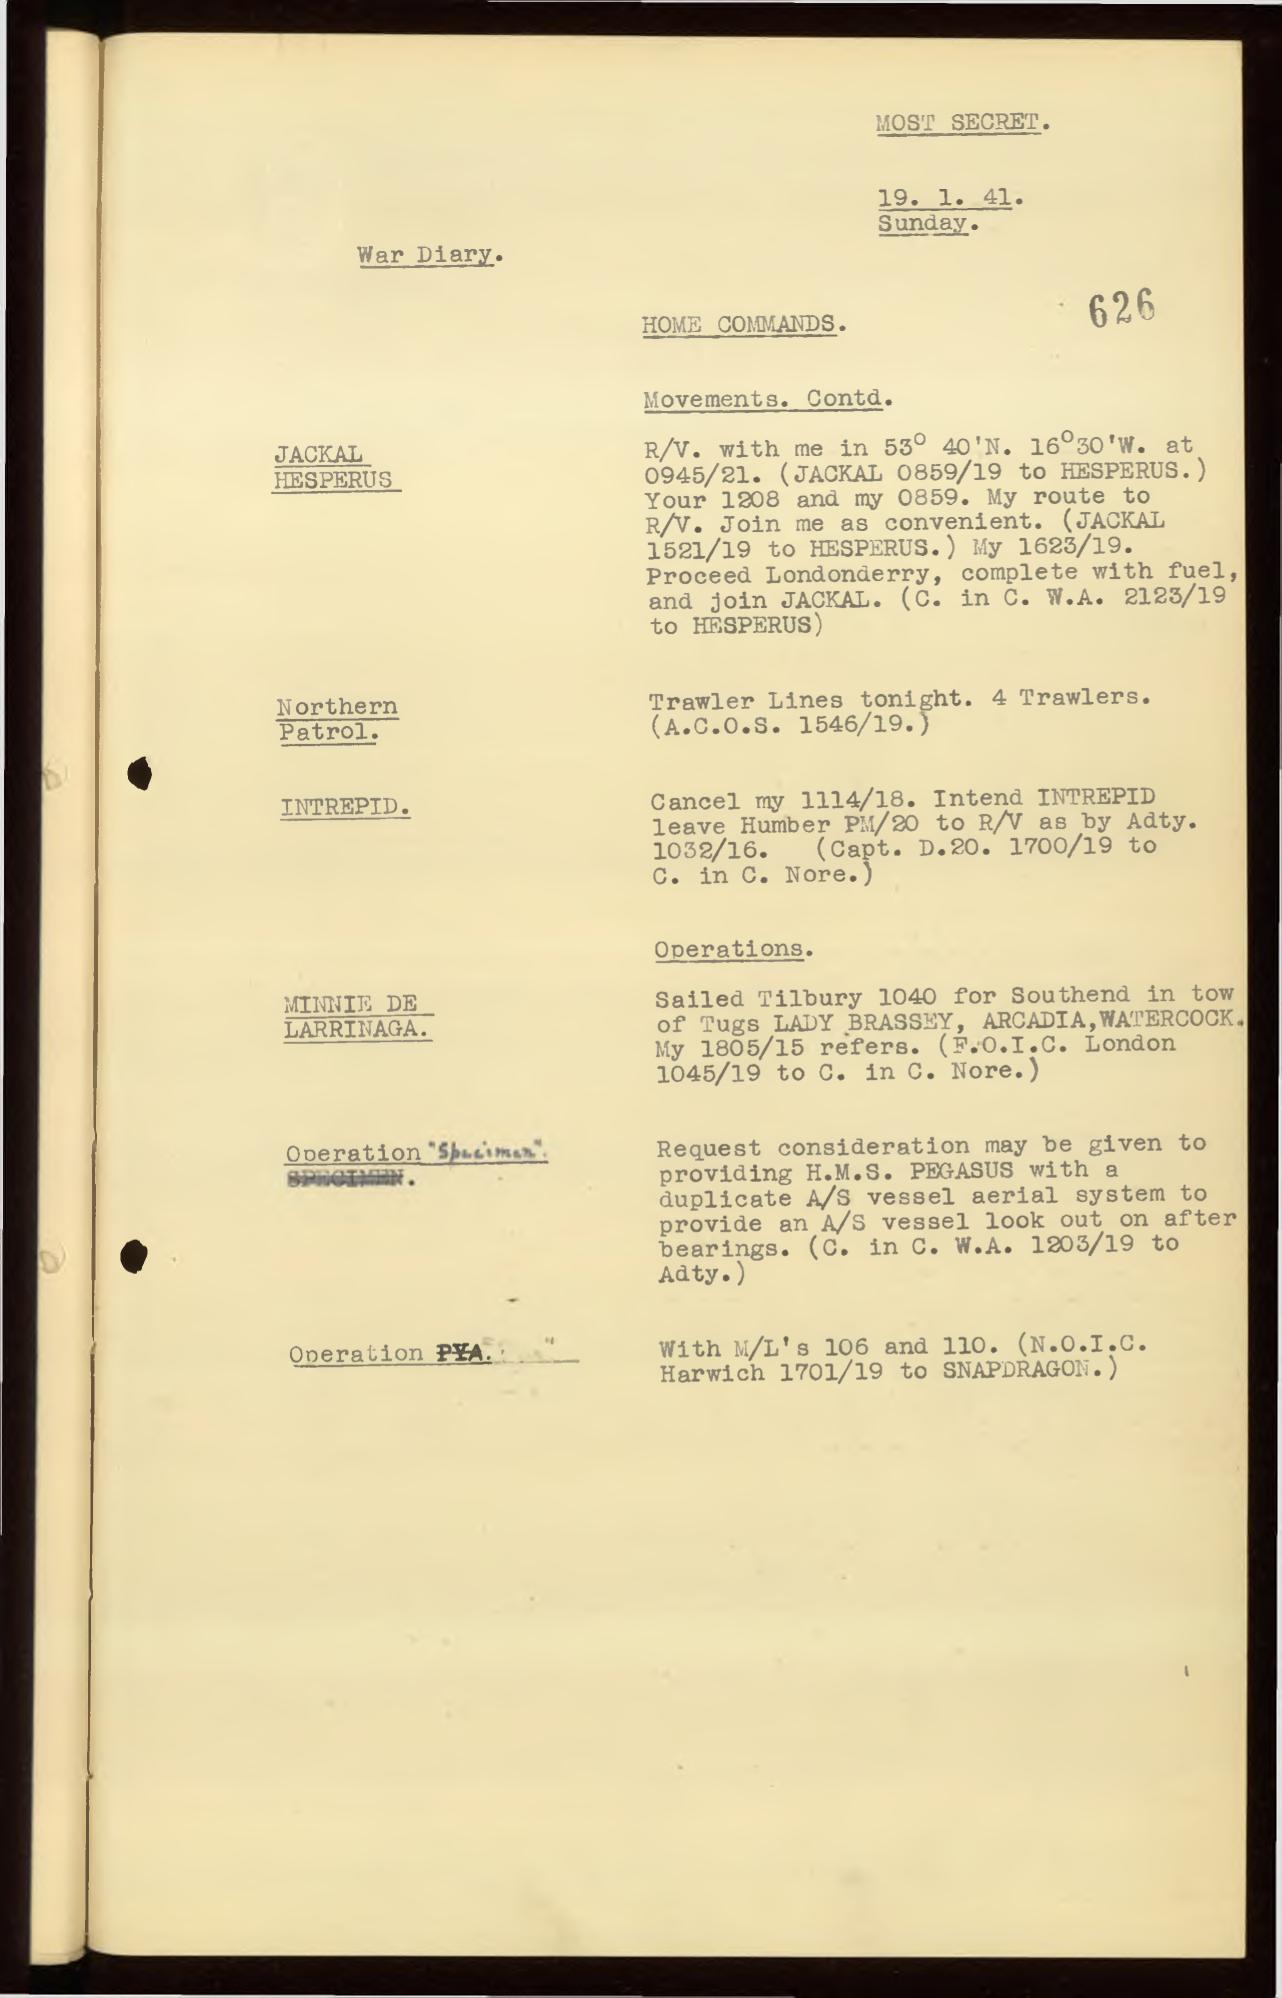 MOST SECRET.
19. 1. 41.
Sunday.
War Diary.
626
HOME COMMANDS.
Movements. Contd.
JACKAL
HESPERUS
R/V. with me in 53° 40'N. 16°30'W. at
0945/21. (JACKAL 0859/19 to HESPERUS.)
Your 1208 and my 0859. My route to
R/V. Join me as convenient. (JACKAL
1521/19 to HESPERUS.) My 1623/19.
Proceed Londonderry, complete with fuel,
and join JACKAL. (C. in C. W.A. 2123/19
to HESPERUS)
Northern
Patrol.
Trawler Lines tonight. 4 Trawlers.
(A.C.O.S. 1546/19.)
INTREPID.
Cancel my 1114/18. Intend INTREPID
leave Humber PM/20 to R/V as by Adty.
1032/16. (Capt. D.20. 1700/19 to
C. in C. Nore.)
Operations.
MINNIE DE
LARRINAGA.
Sailed Tilbury 1040 for Southend in tow
of Tugs LADY BRASSEY, ARCADIA,WATERCOCK.
My 1805/15 refers. (F.O.I.C. London
1045/19 to C. in C. Nore.)
Operation "Specimen".
SPECIMEN.
Request consideration may be given to
providing H.M.S. PEGASUS with a
duplicate A/S vessel aerial system to
provide an A/S vessel look out on after
bearings. (C. in C. W.A. 1203/19 to
Adty.)
Operation PYA.
With M/L's 106 and 110. (N.O.I.C.
Harwich 1701/19 to SNAPDRAGON.)